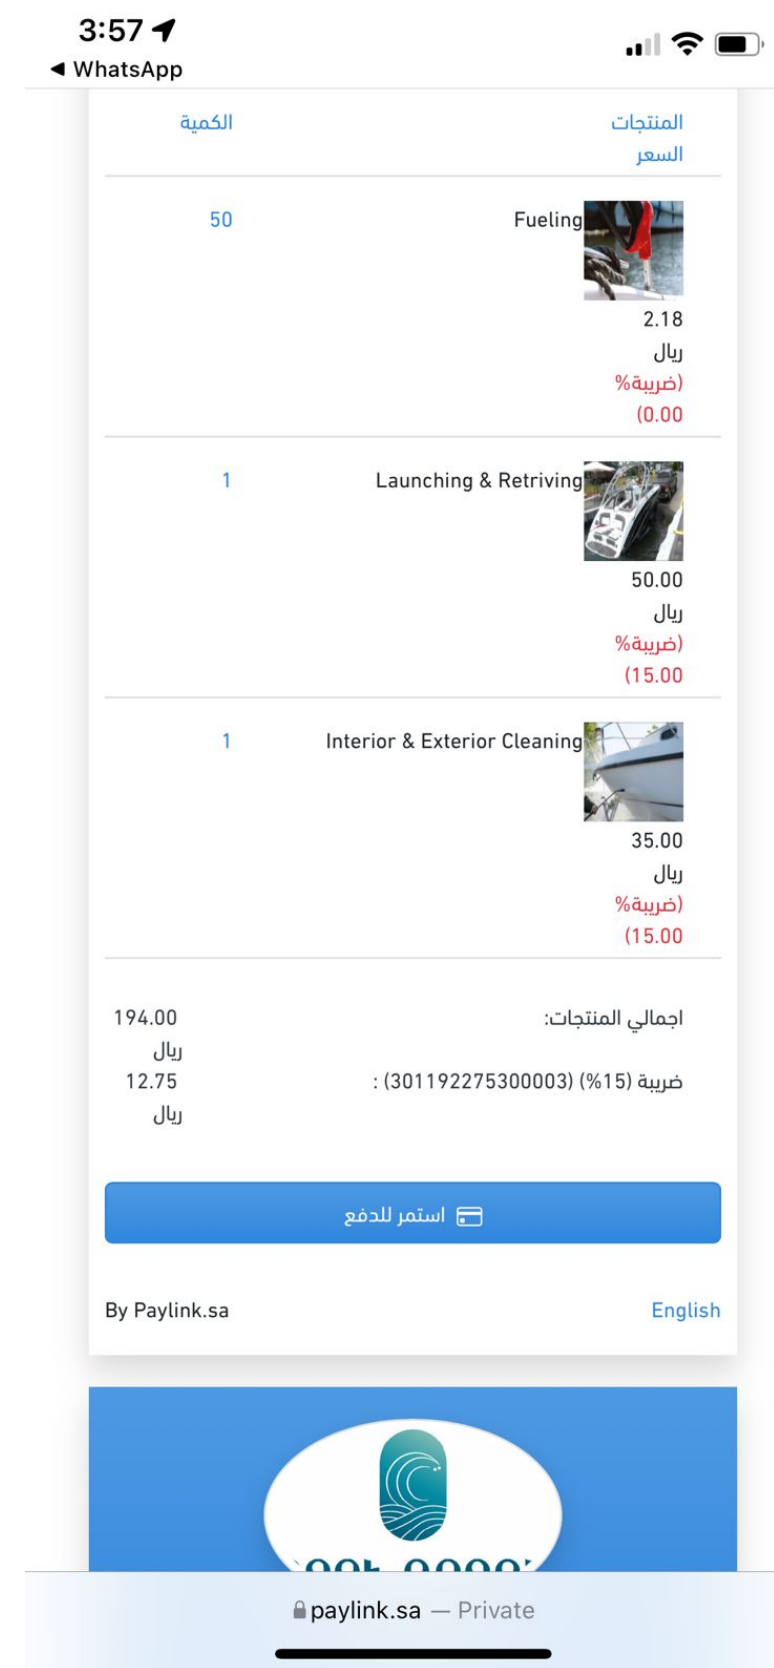 3:57
◀ WhatsApp
المنتجات
الكمية
السعر
Fueling
50
2.18
ريال
(ضريبة%
0.00)
Launching & Retriving
1
50.00
ريال
(ضريبة%
15.00)
Interior & Exterior Cleaning
1
35.00
ريال
(ضريبة%
15.00)
اجمالي المنتجات:
194.00
ريال
ضريبة (15%) (301192275300003) :
12.75
ريال
استمر للدفع
By Paylink.sa
English
paylink.sa — Private